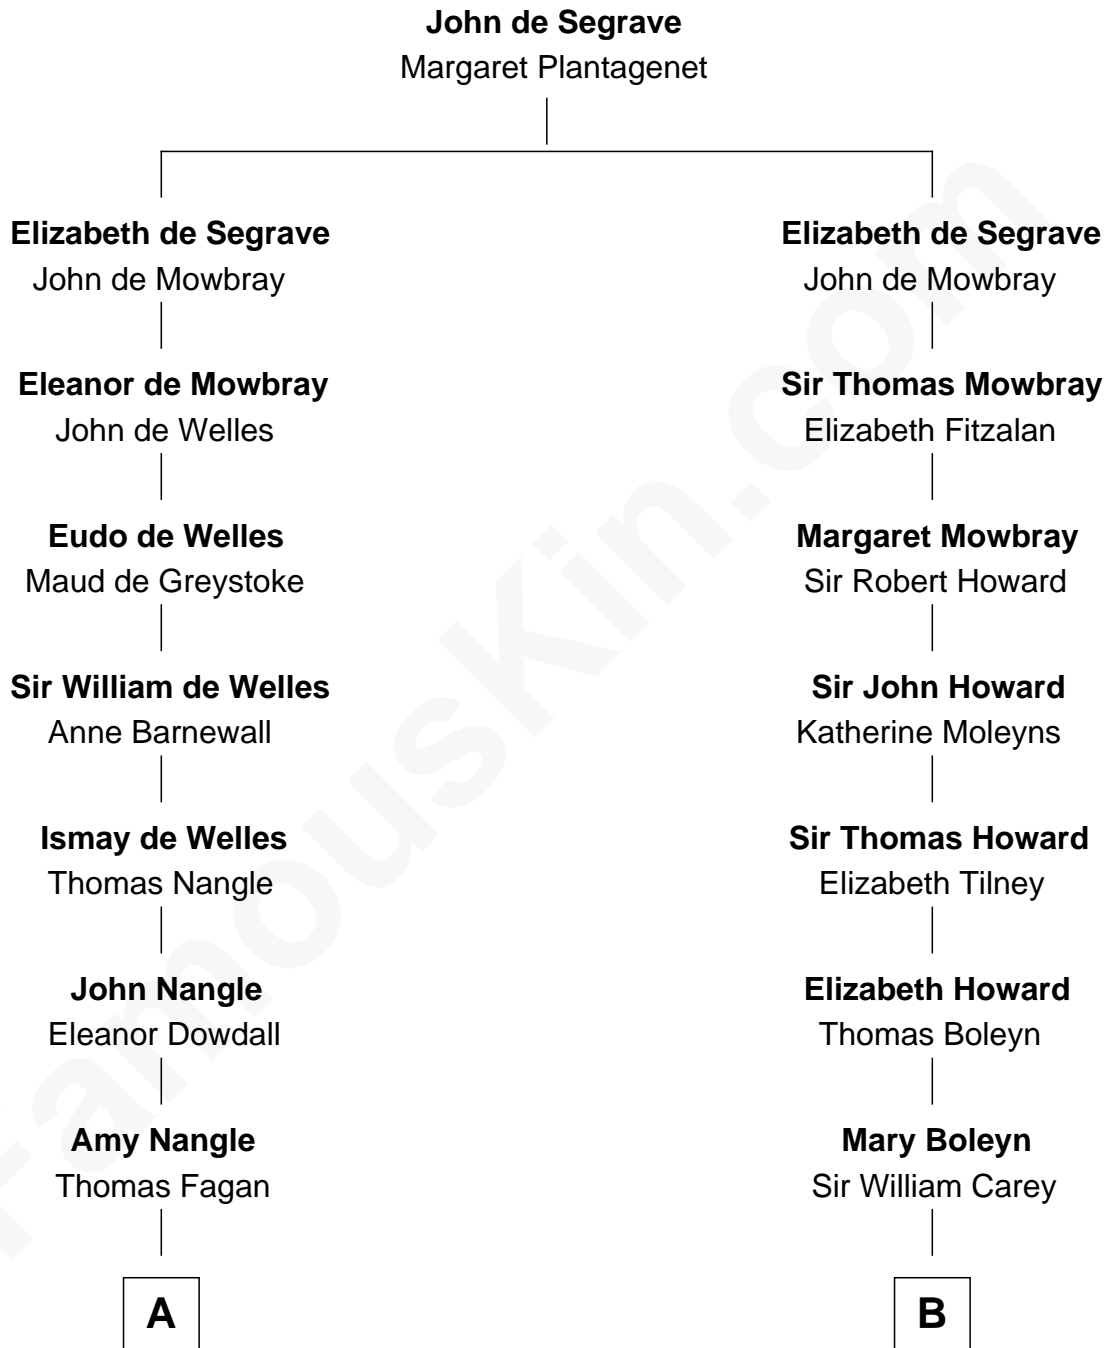 John de Segrave
Margaret Plantagenet
Elizabeth de Segrave
John de Mowbray
Eleanor de Mowbray
John de Welles
Eudo de Welles
Maud de Greystoke
Sir William de Welles
Anne Barnewall
Ismay de Welles
Thomas Nangle
John Nangle
Eleanor Dowdall
Amy Nangle
Thomas Fagan
A
Elizabeth de Segrave
John de Mowbray
Sir Thomas Mowbray
Elizabeth Fitzalan
Margaret Mowbray
Sir Robert Howard
Sir John Howard
Katherine Moleyns
Sir Thomas Howard
Elizabeth Tilney
Elizabeth Howard
Thomas Boleyn
Mary Boleyn
Sir William Carey
B
FamousKin.com